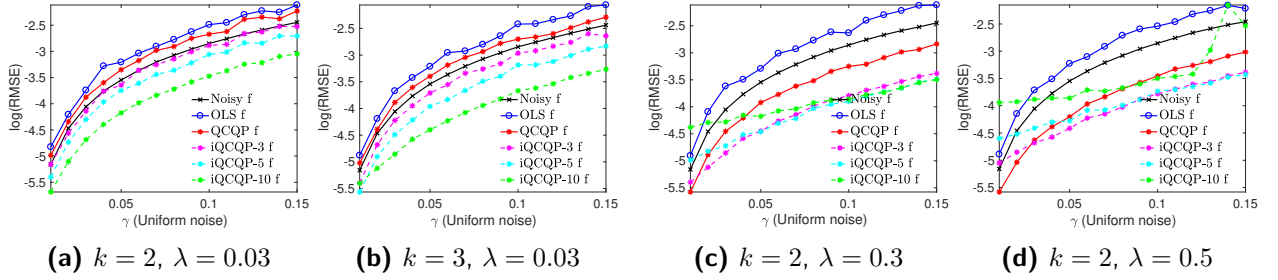 log(RMSE)
-2.5
-3
-3.5
-4
-4.5
-5
-5.5
Noisy f
OLS f
QCQP f
iQCQP-3 f
iQCQP-5 f
iQCQP-10 f
0.05
0.1
0.15
γ (Uniform noise)
(a) k = 2, λ = 0.03
log(RMSE)
-2.5
-3
-3.5
-4
-4.5
-5
-5.5
Noisy f
OLS f
QCQP f
iQCQP-3 f
iQCQP-5 f
iQCQP-10 f
0.05
0.1
0.15
γ (Uniform noise)
(b) k = 3, λ = 0.03
log(RMSE)
-2.5
-3
-3.5
-4
-4.5
-5
-5.5
Noisy f
OLS f
QCQP f
iQCQP-3 f
iQCQP-5 f
iQCQP-10 f
0.05
0.1
0.15
γ (Uniform noise)
(c) k = 2, λ = 0.3
log(RMSE)
-2.5
-3
-3.5
-4
-4.5
-5
-5.5
Noisy f
OLS f
QCQP f
iQCQP-3 f
iQCQP-5 f
iQCQP-10 f
0.05
0.1
0.15
γ (Uniform noise)
(d) k = 2, λ = 0.5